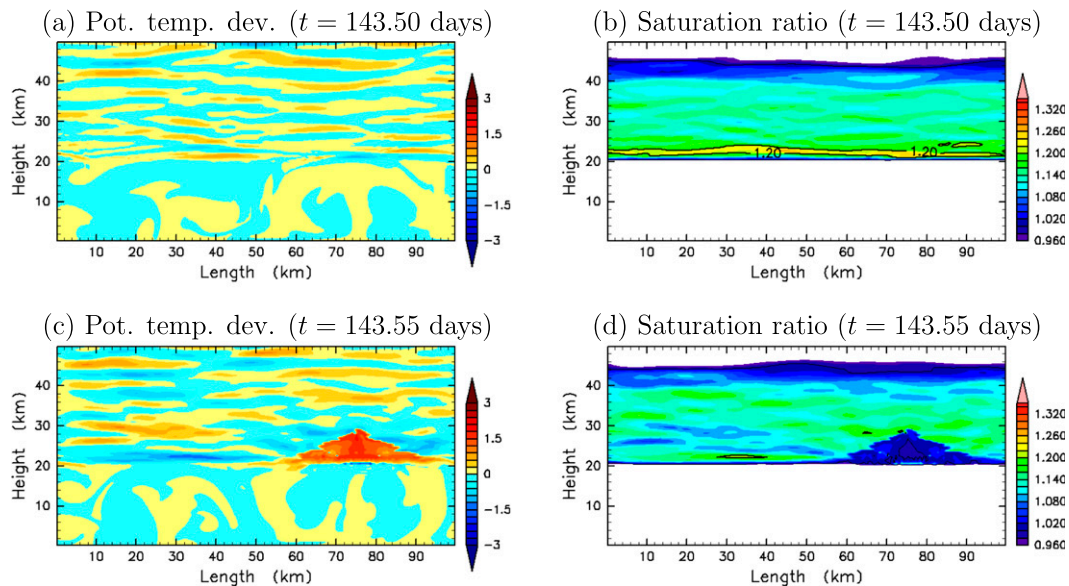 (a) Pot. temp. dev. (t = 143.50 days)
Height (km)
40
30
20
10
10 20 30 40 50 60 70 80 90
Length (km)
3
1.5
0
−1.5
−3
(b) Saturation ratio (t = 143.50 days)
Height (km)
40
30
20
10
1.20 1.20
10 20 30 40 50 60 70 80 90
Length (km)
1.320
1.260
1.200
1.140
1.080
1.020
0.960
(c) Pot. temp. dev. (t = 143.55 days)
Height (km)
40
30
20
10
10 20 30 40 50 60 70 80 90
Length (km)
3
1.5
0
−1.5
−3
(d) Saturation ratio (t = 143.55 days)
Height (km)
40
30
20
10
10 20 30 40 50 60 70 80 90
Length (km)
1.320
1.260
1.200
1.140
1.080
1.020
0.960